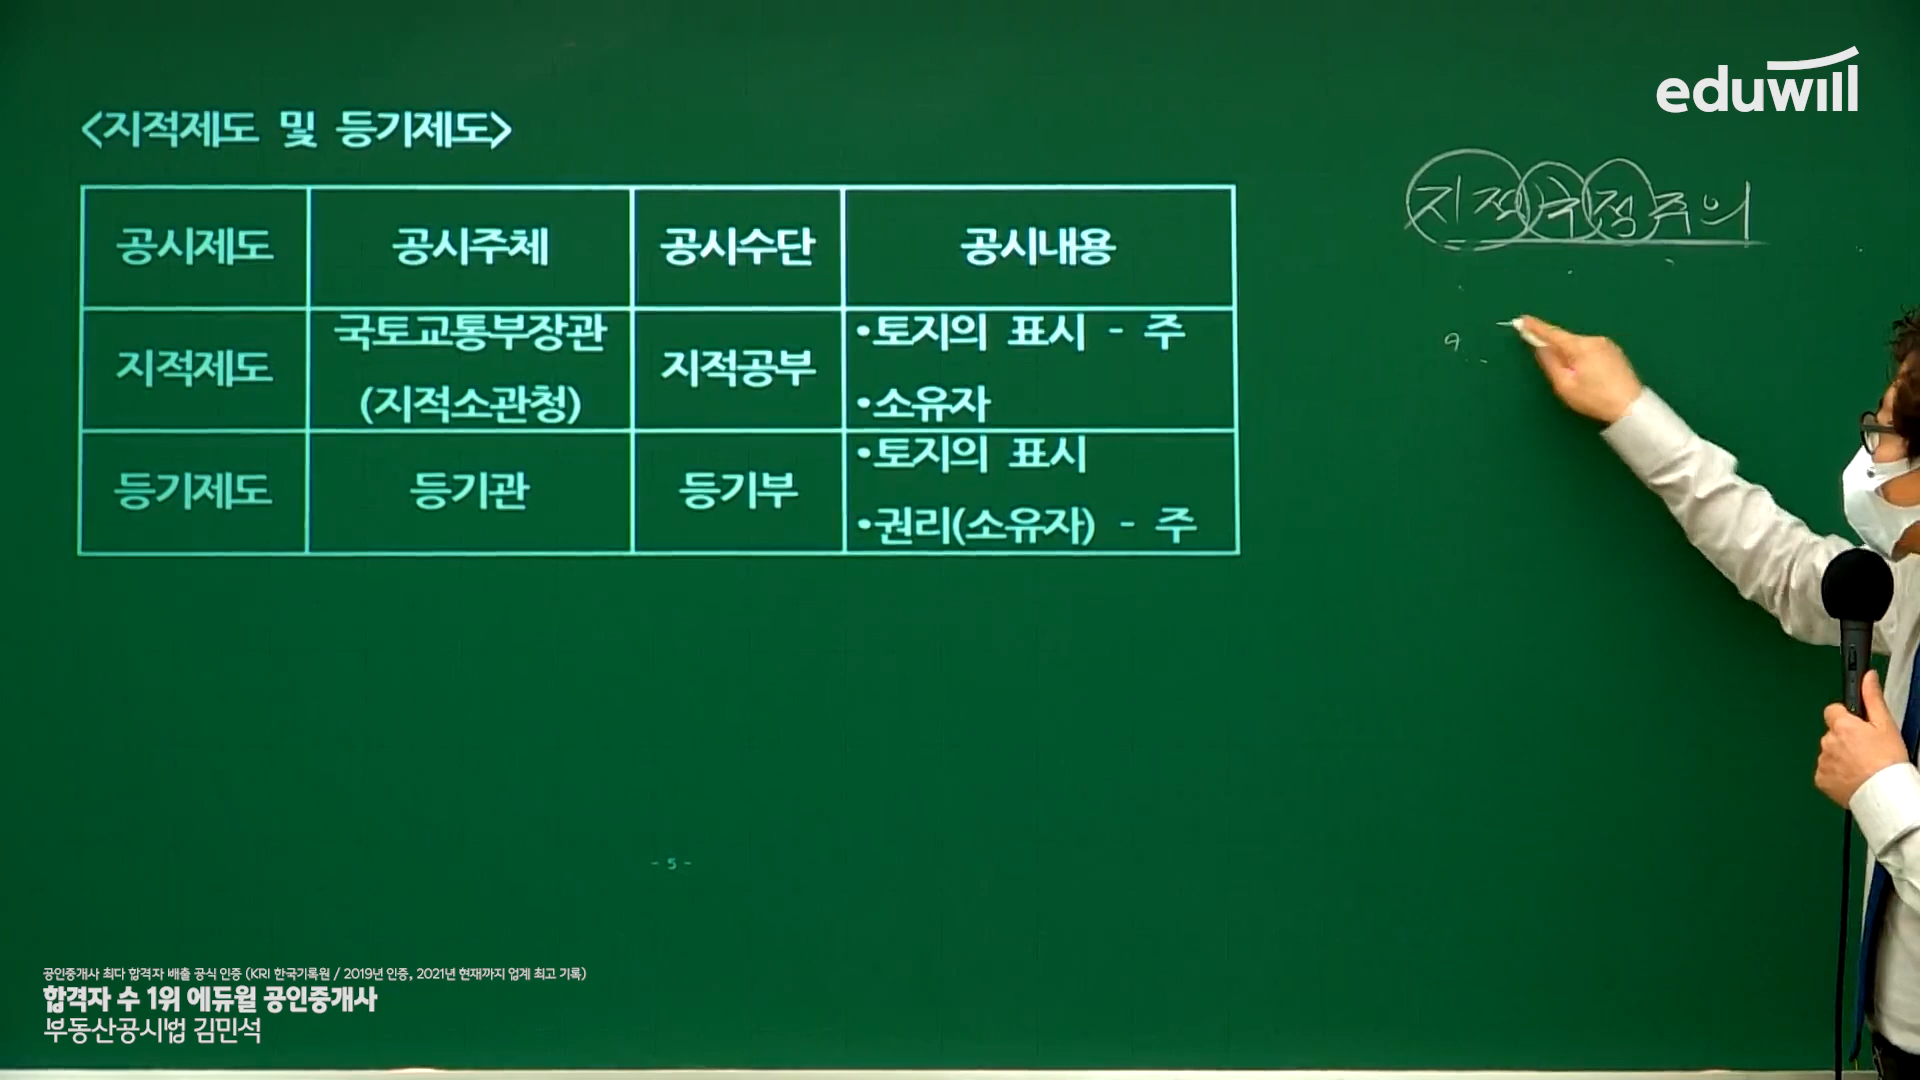 eduwill
<지적제도 및 등기제도>
공시제도 공시주체 공시수단 공시내용
지적제도 국토교통부장관 (지적소관청) 지적공부 •토지의 표시 - 주 •소유자
등기제도 등기관 등기부 •토지의 표시 •권리(소유자) - 주
지적 정주의
- 5 -
공인중개사 최다 합격자 배출 공식 인증 (KRI 한국기록원 / 2019년 인증, 2021년 현재까지 업계 최고 기록)
합격자 수 1위 에듀윌 공인중개사
부동산공시법 김민석